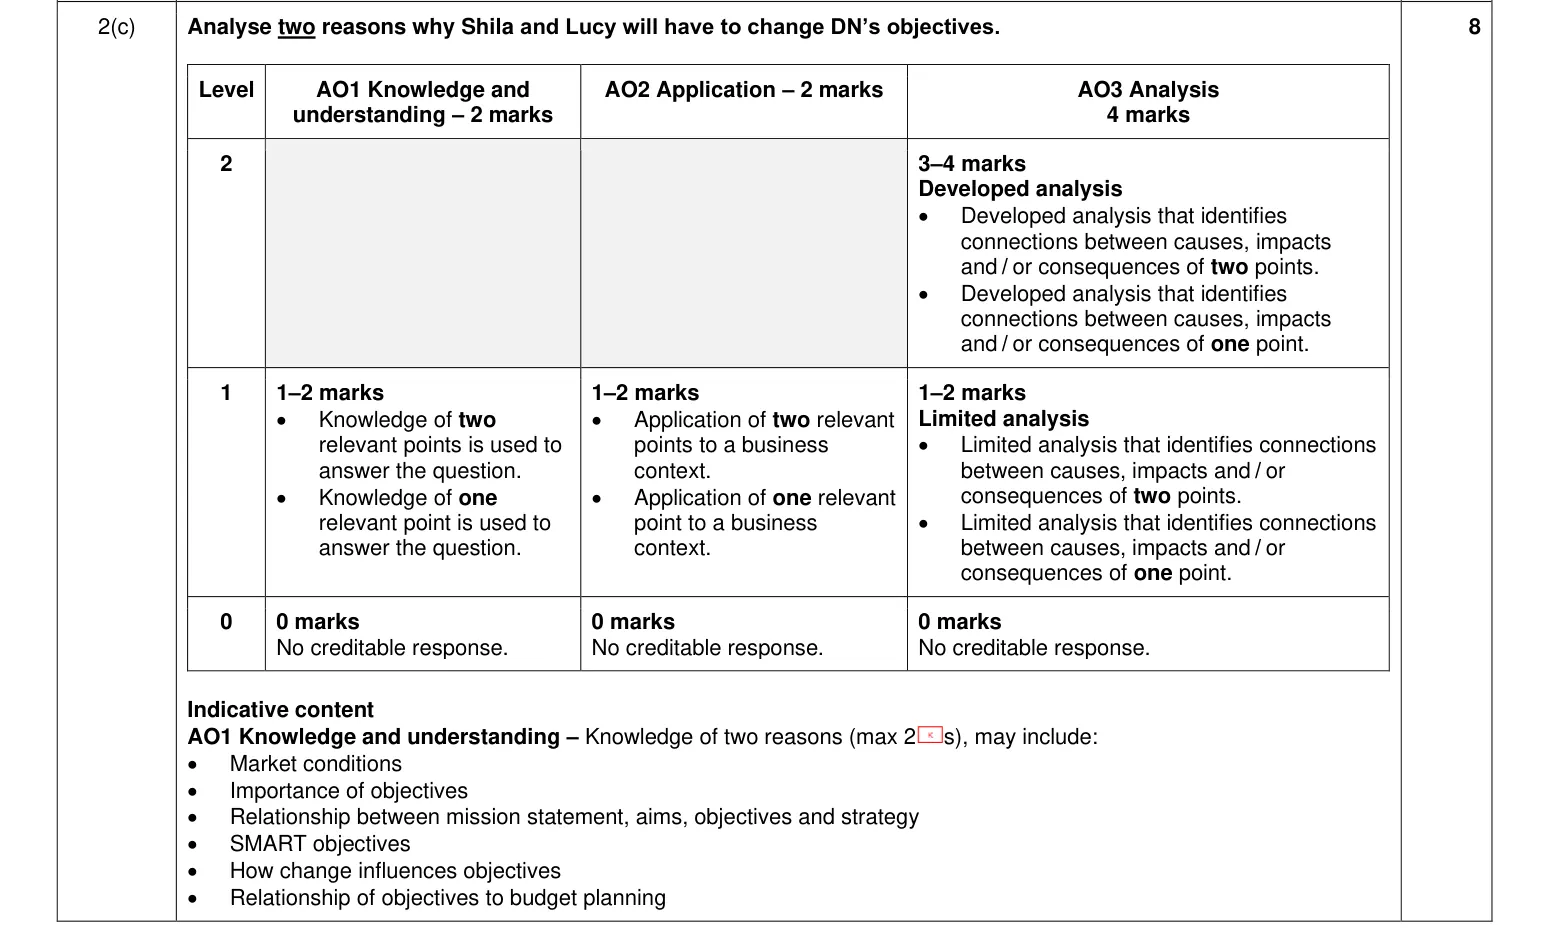 2(c)
Analyse two reasons why Shila and Lucy will have to change DN’s objectives.
8
Level
AO1 Knowledge and
understanding – 2 marks
AO2 Application – 2 marks
AO3 Analysis
4 marks
2
3–4 marks
Developed analysis
• Developed analysis that identifies
connections between causes, impacts
and / or consequences of two points.
• Developed analysis that identifies
connections between causes, impacts
and / or consequences of one point.
1
1–2 marks
• Knowledge of two
relevant points is used to
answer the question.
• Knowledge of one
relevant point is used to
answer the question.
1–2 marks
• Application of two relevant
points to a business
context.
• Application of one relevant
point to a business
context.
1–2 marks
Limited analysis
• Limited analysis that identifies connections
between causes, impacts and / or
consequences of two points.
• Limited analysis that identifies connections
between causes, impacts and / or
consequences of one point.
0
0 marks
No creditable response.
0 marks
No creditable response.
0 marks
No creditable response.
Indicative content
AO1 Knowledge and understanding – Knowledge of two reasons (max 2 K s), may include:
• Market conditions
• Importance of objectives
• Relationship between mission statement, aims, objectives and strategy
• SMART objectives
• How change influences objectives
• Relationship of objectives to budget planning